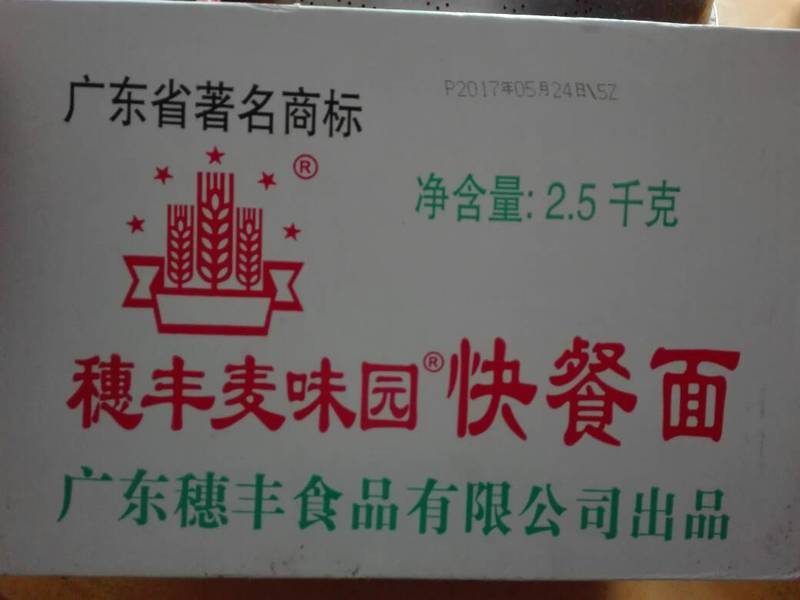 广东省著名商标
P2017年05月24日\SZ
®
净含量: 2.5 千克
穗丰麦味园® 快餐面
广东穗丰食品有限公司出品